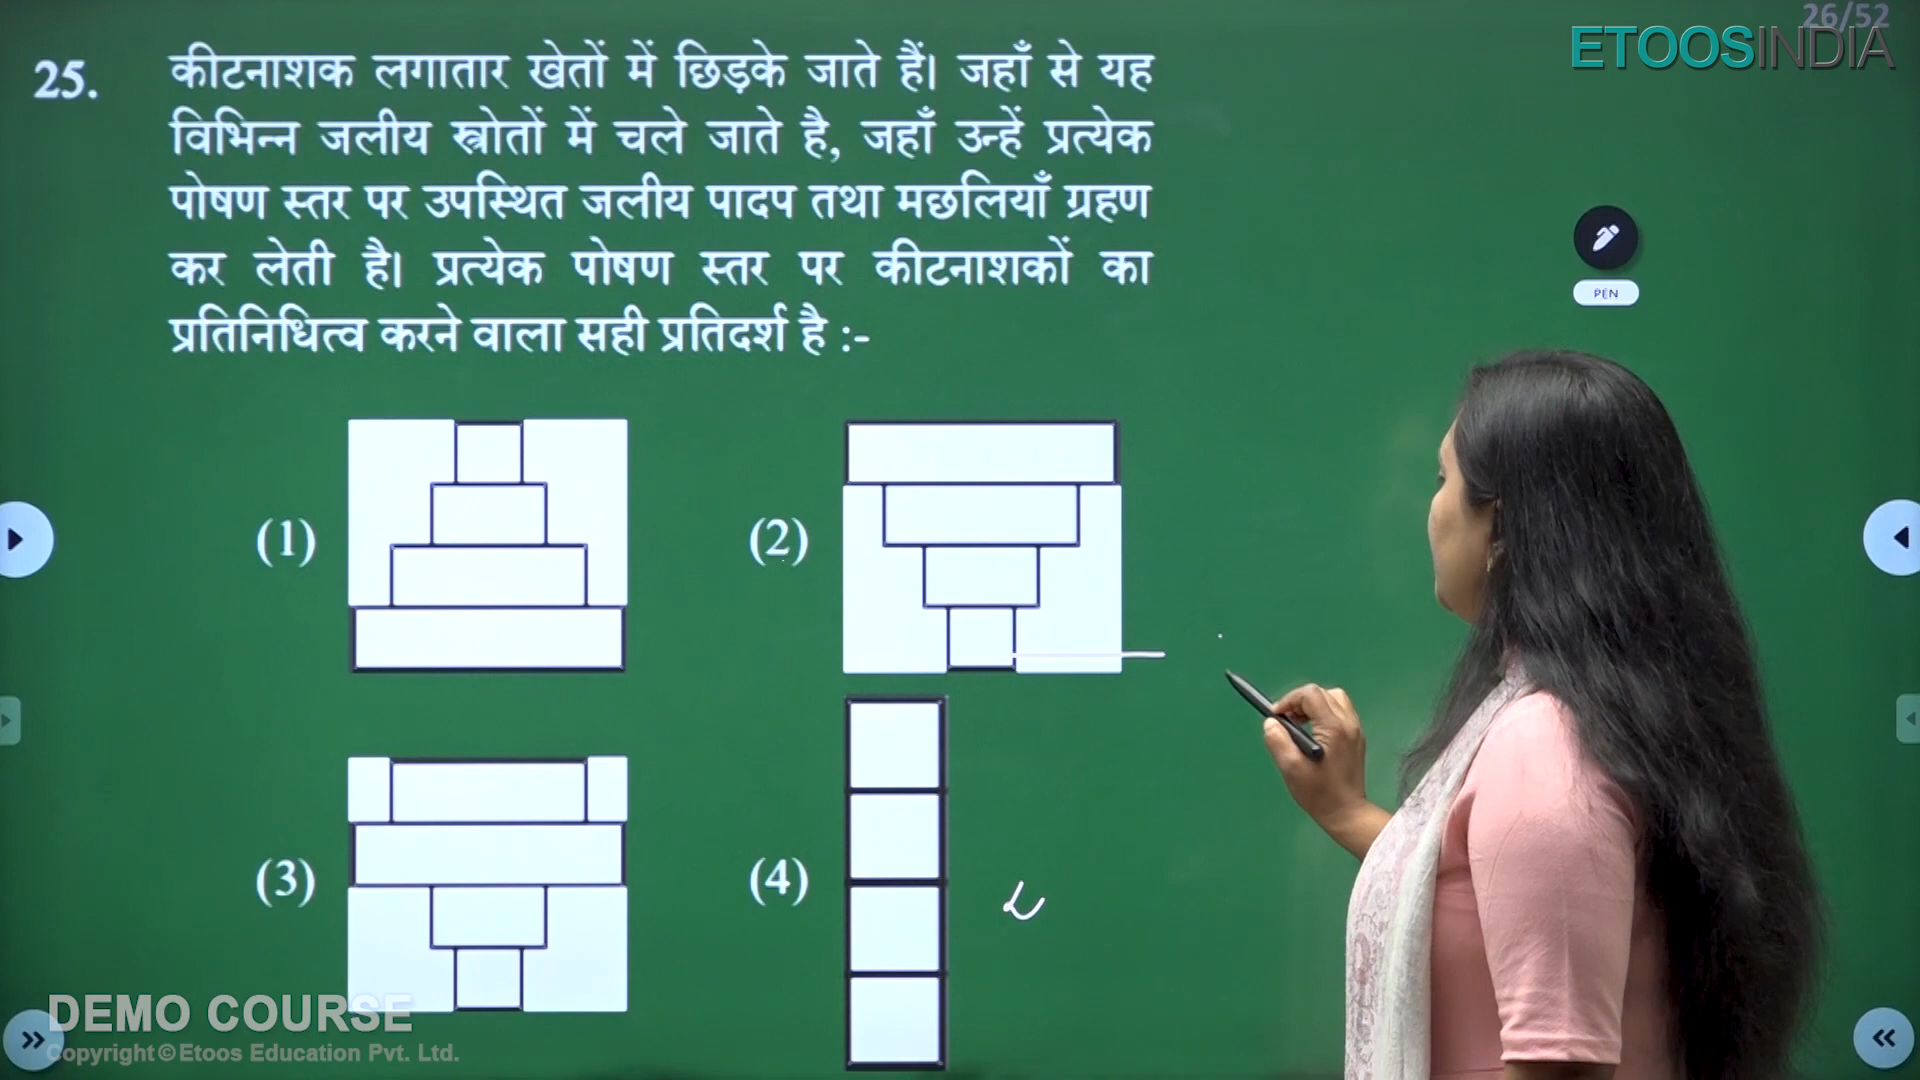 26/52
ETOOSINDIA
25. कीटनाशक लगातार खेतों में छिड़के जाते हैं। जहाँ से यह
विभिन्न जलीय स्त्रोतों में चले जाते है, जहाँ उन्हें प्रत्येक
पोषण स्तर पर उपस्थित जलीय पादप तथा मछलियाँ ग्रहण
कर लेती है। प्रत्येक पोषण स्तर पर कीटनाशकों का
प्रतिनिधित्व करने वाला सही प्रतिदर्श है :-
PEN
(1)
(2)
(3)
(4)
DEMO COURSE
Copyright © Etoos Education Pvt. Ltd.